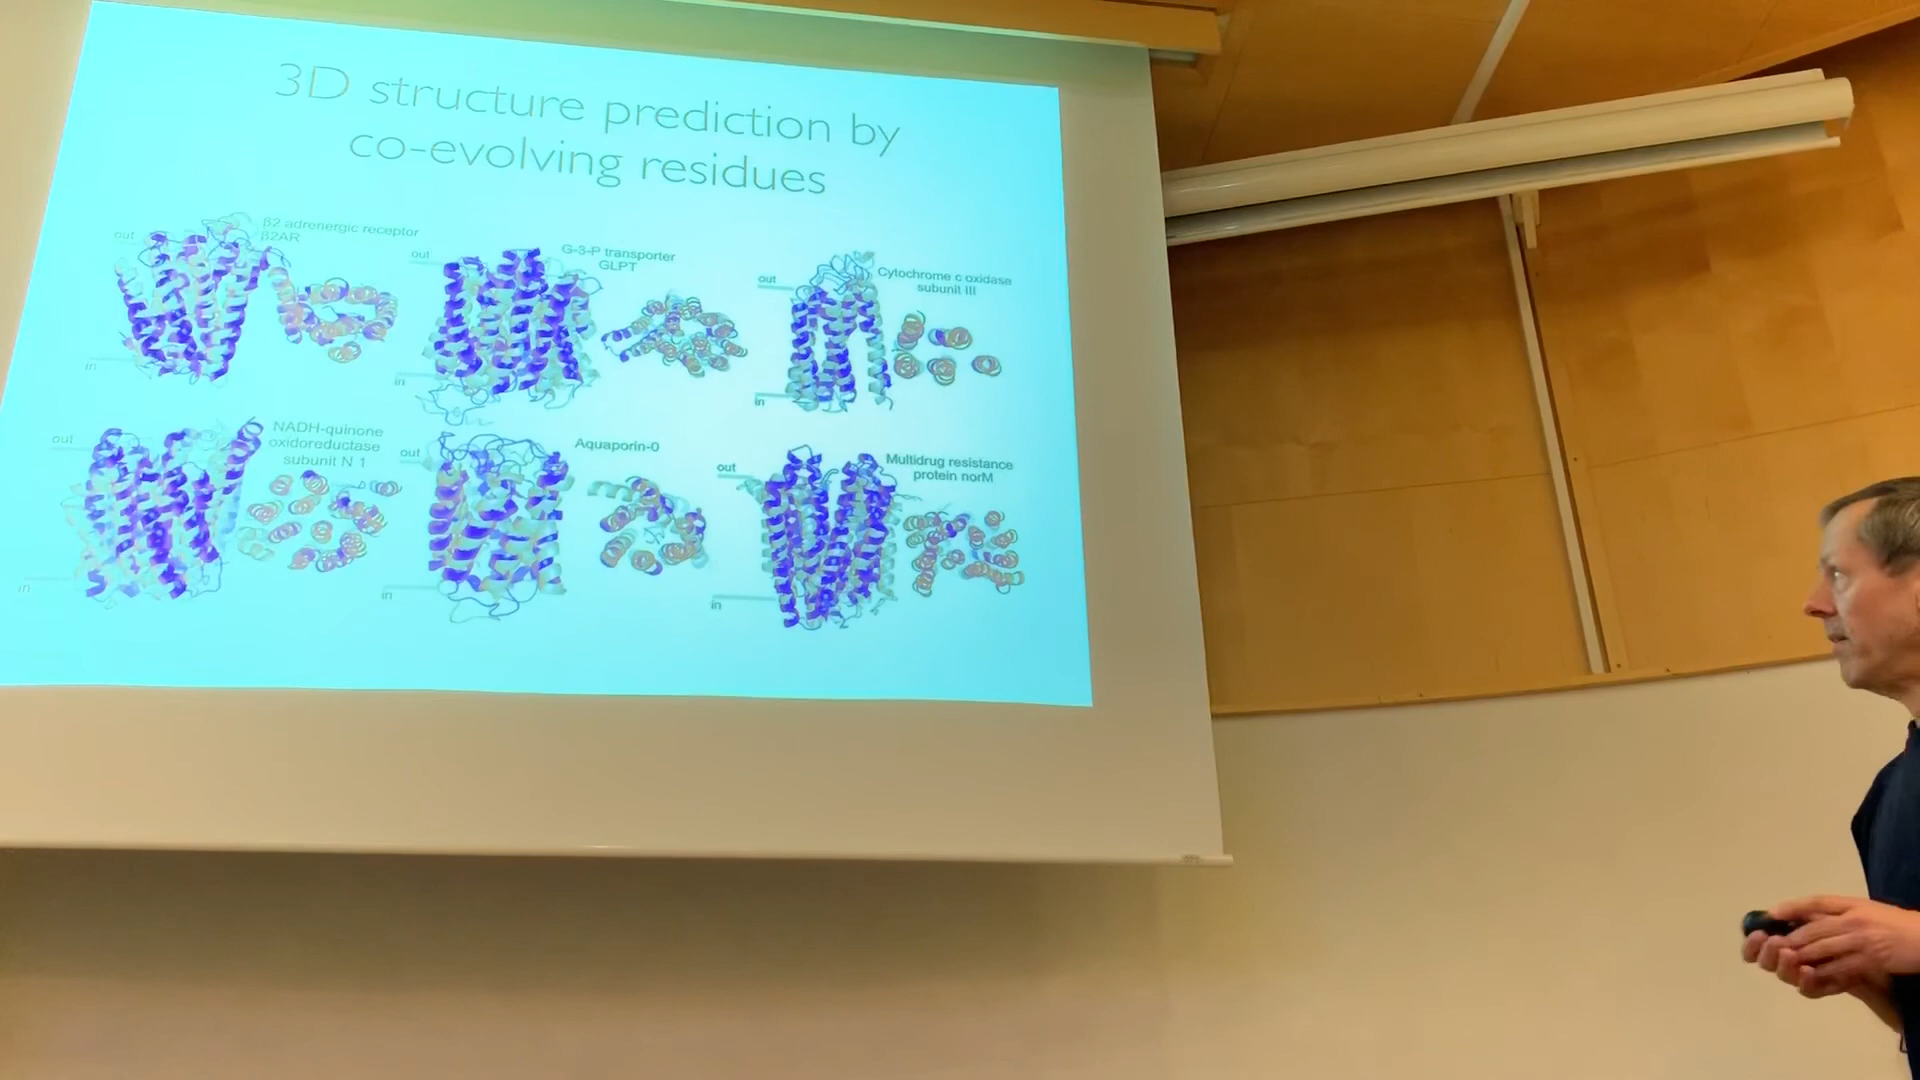 3D structure prediction by
co-evolving residues
out
β2 adrenergic receptor
β2AR
in
out
G-3-P transporter
GLPT
in
out
Cytochrome c oxidase
subunit III
in
out
NADH-quinone
oxidoreductase
subunit N 1
in
out
Aquaporin-0
in
out
Multidrug resistance
protein norM
in